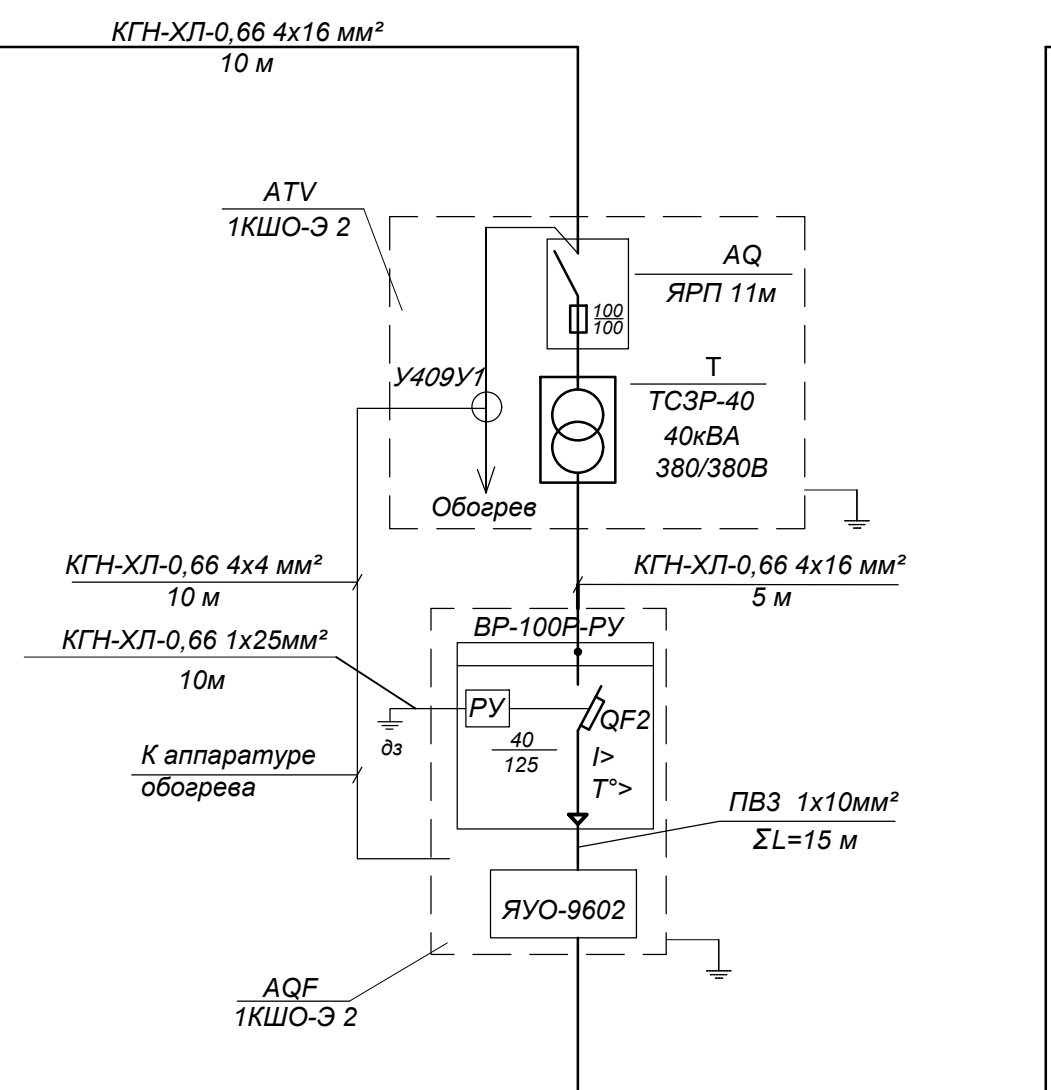 КГН-ХЛ-0,66 4х16 мм²
10 м
ATV
1КШО-Э 2
AQ
ЯРП 11м
100
100
У409У1
Т
ТСЗР-40
40кВА
380/380В
Обогрев
КГН-ХЛ-0,66 4х4 мм²
10 м
КГН-ХЛ-0,66 4х16 мм²
5 м
КГН-ХЛ-0,66 1х25мм²
10м
ВР-100Р-РУ
РУ
QF2
40
125
I>
T°>
дз
К аппаратуре
обогрева
ПВ3 1х10мм²
ΣL=15 м
ЯУО-9602
AQF
1КШО-Э 2